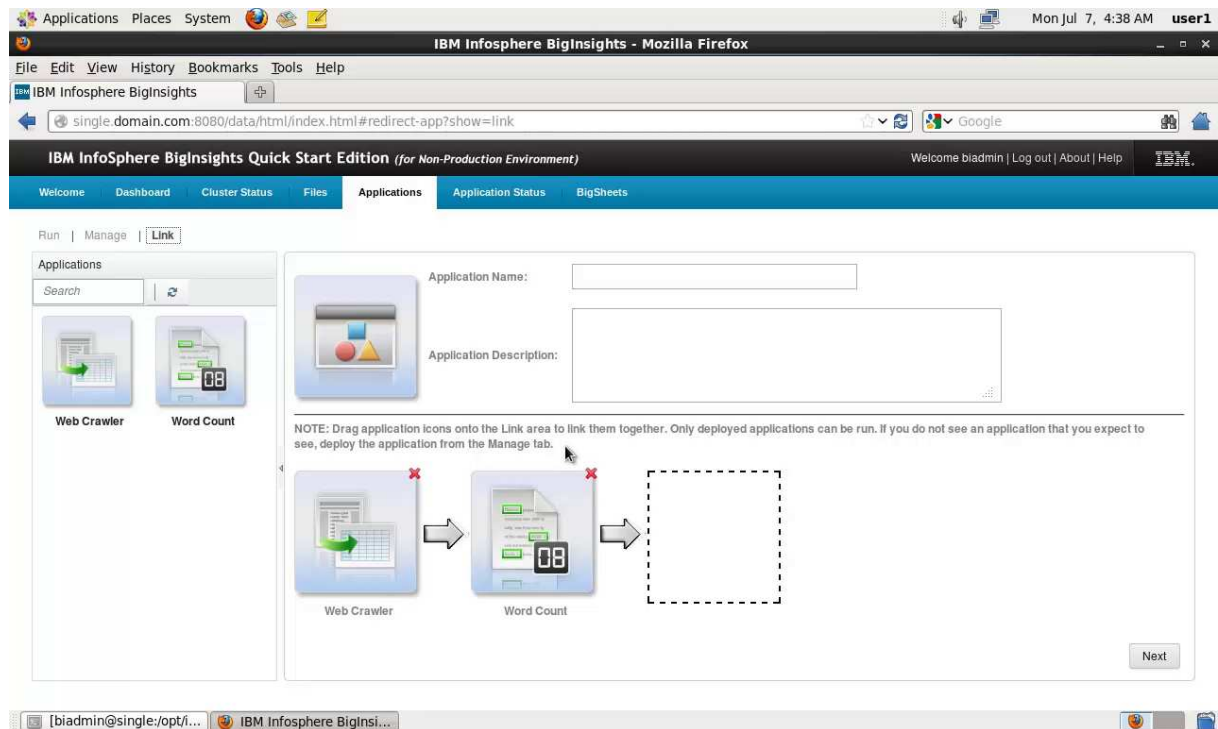 Applications Places System
Mon Jul 7, 4:38 AM user1
IBM Infosphere BigInsights - Mozilla Firefox
File Edit View History Bookmarks Tools Help
IBM IBM Infosphere BigInsights
single.domain.com:8080/data/html/index.html#redirect-app?show=link
Google
IBM InfoSphere BigInsights Quick Start Edition (for Non-Production Environment)
Welcome biadmin | Log out | About | Help
IBM.
Welcome Dashboard Cluster Status Files Applications Application Status BigSheets
Run | Manage | Link
Applications
Search
Web Crawler
08
Word Count
Application Name:
Application Description:
NOTE: Drag application icons onto the Link area to link them together. Only deployed applications can be run. If you do not see an application that you expect to
see, deploy the application from the Manage tab.
08
Web Crawler
Word Count
Next
[biadmin@single:/opt/i...
IBM Infosphere BigInsi...